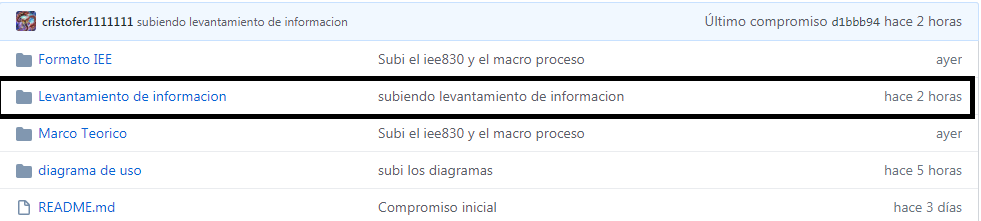 cristofer1111111 subiendo levantamiento de informacion Último compromiso d1bbb94 hace 2 horas
Formato IEE Subi el iee830 y el macro proceso ayer
Levantamiento de informacion subiendo levantamiento de informacion hace 2 horas
Marco Teorico Subi el iee830 y el macro proceso ayer
diagrama de uso subi los diagramas hace 5 horas
README.md Compromiso inicial hace 3 días